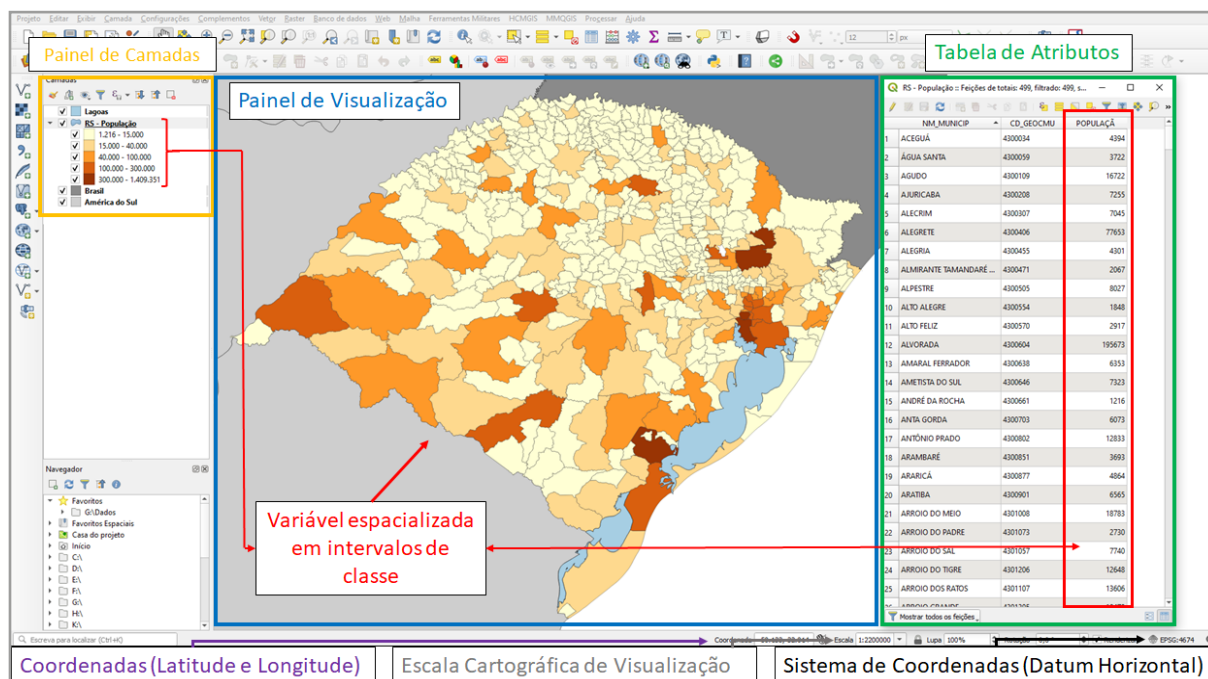 Projeto Editar Exibir Camada Configurações Complementos Vetor Raster Banco de dados Web Malha Ferramentas Militares HCMGIS MMQGIS Processar Ajuda
12 px
Painel de Camadas
Tabela de Atributos
Camadas
Lagoas
RS - População
1.216 - 15.000
15.000 - 40.000
40.000 - 100.000
100.000 - 300.000
300.000 - 1.409.351
Brasil
América do Sul
Painel de Visualização
RS - População :: Feições de totais: 499, filtrado: 499, s...
NM_MUNICIP CD_GEOCMU POPULAÇÃ
1 ACEGUÁ 4300034 4394
2 ÁGUA SANTA 4300059 3722
3 AGUDO 4300109 16722
4 AJURICABA 4300208 7255
5 ALECRIM 4300307 7045
6 ALEGRETE 4300406 77653
7 ALEGRIA 4300455 4301
8 ALMIRANTE TAMANDARÉ ... 4300471 2067
9 ALPESTRE 4300505 8027
10 ALTO ALEGRE 4300554 1848
11 ALTO FELIZ 4300570 2917
12 ALVORADA 4300604 195673
13 AMARAL FERRADOR 4300638 6353
14 AMETISTA DO SUL 4300646 7323
15 ANDRÉ DA ROCHA 4300661 1216
16 ANTA GORDA 4300703 6073
17 ANTÔNIO PRADO 4300802 12833
18 ARAMBARÉ 4300851 3693
19 ARARICÁ 4300877 4864
20 ARATIBA 4300901 6565
21 ARROIO DO MEIO 4301008 18783
22 ARROIO DO PADRE 4301073 2730
23 ARROIO DO SAL 4301057 7740
24 ARROIO DO TIGRE 4301206 12648
25 ARROIO DOS RATOS 4301107 13606
Mostrar todos os feições
Navegador
Favoritos
G:\Dados
Favoritos Espaciais
Casa do projeto
Início
C:\
D:\
E:\
F:\
G:\
H:\
K:\
Variável espacializada
em intervalos de
classe
Escreva para localizar (Ctrl+K)
Escala 1:2200000
Lupa 100%
EPSG:4674
Coordenadas (Latitude e Longitude)
Escala Cartográfica de Visualização
Sistema de Coordenadas (Datum Horizontal)